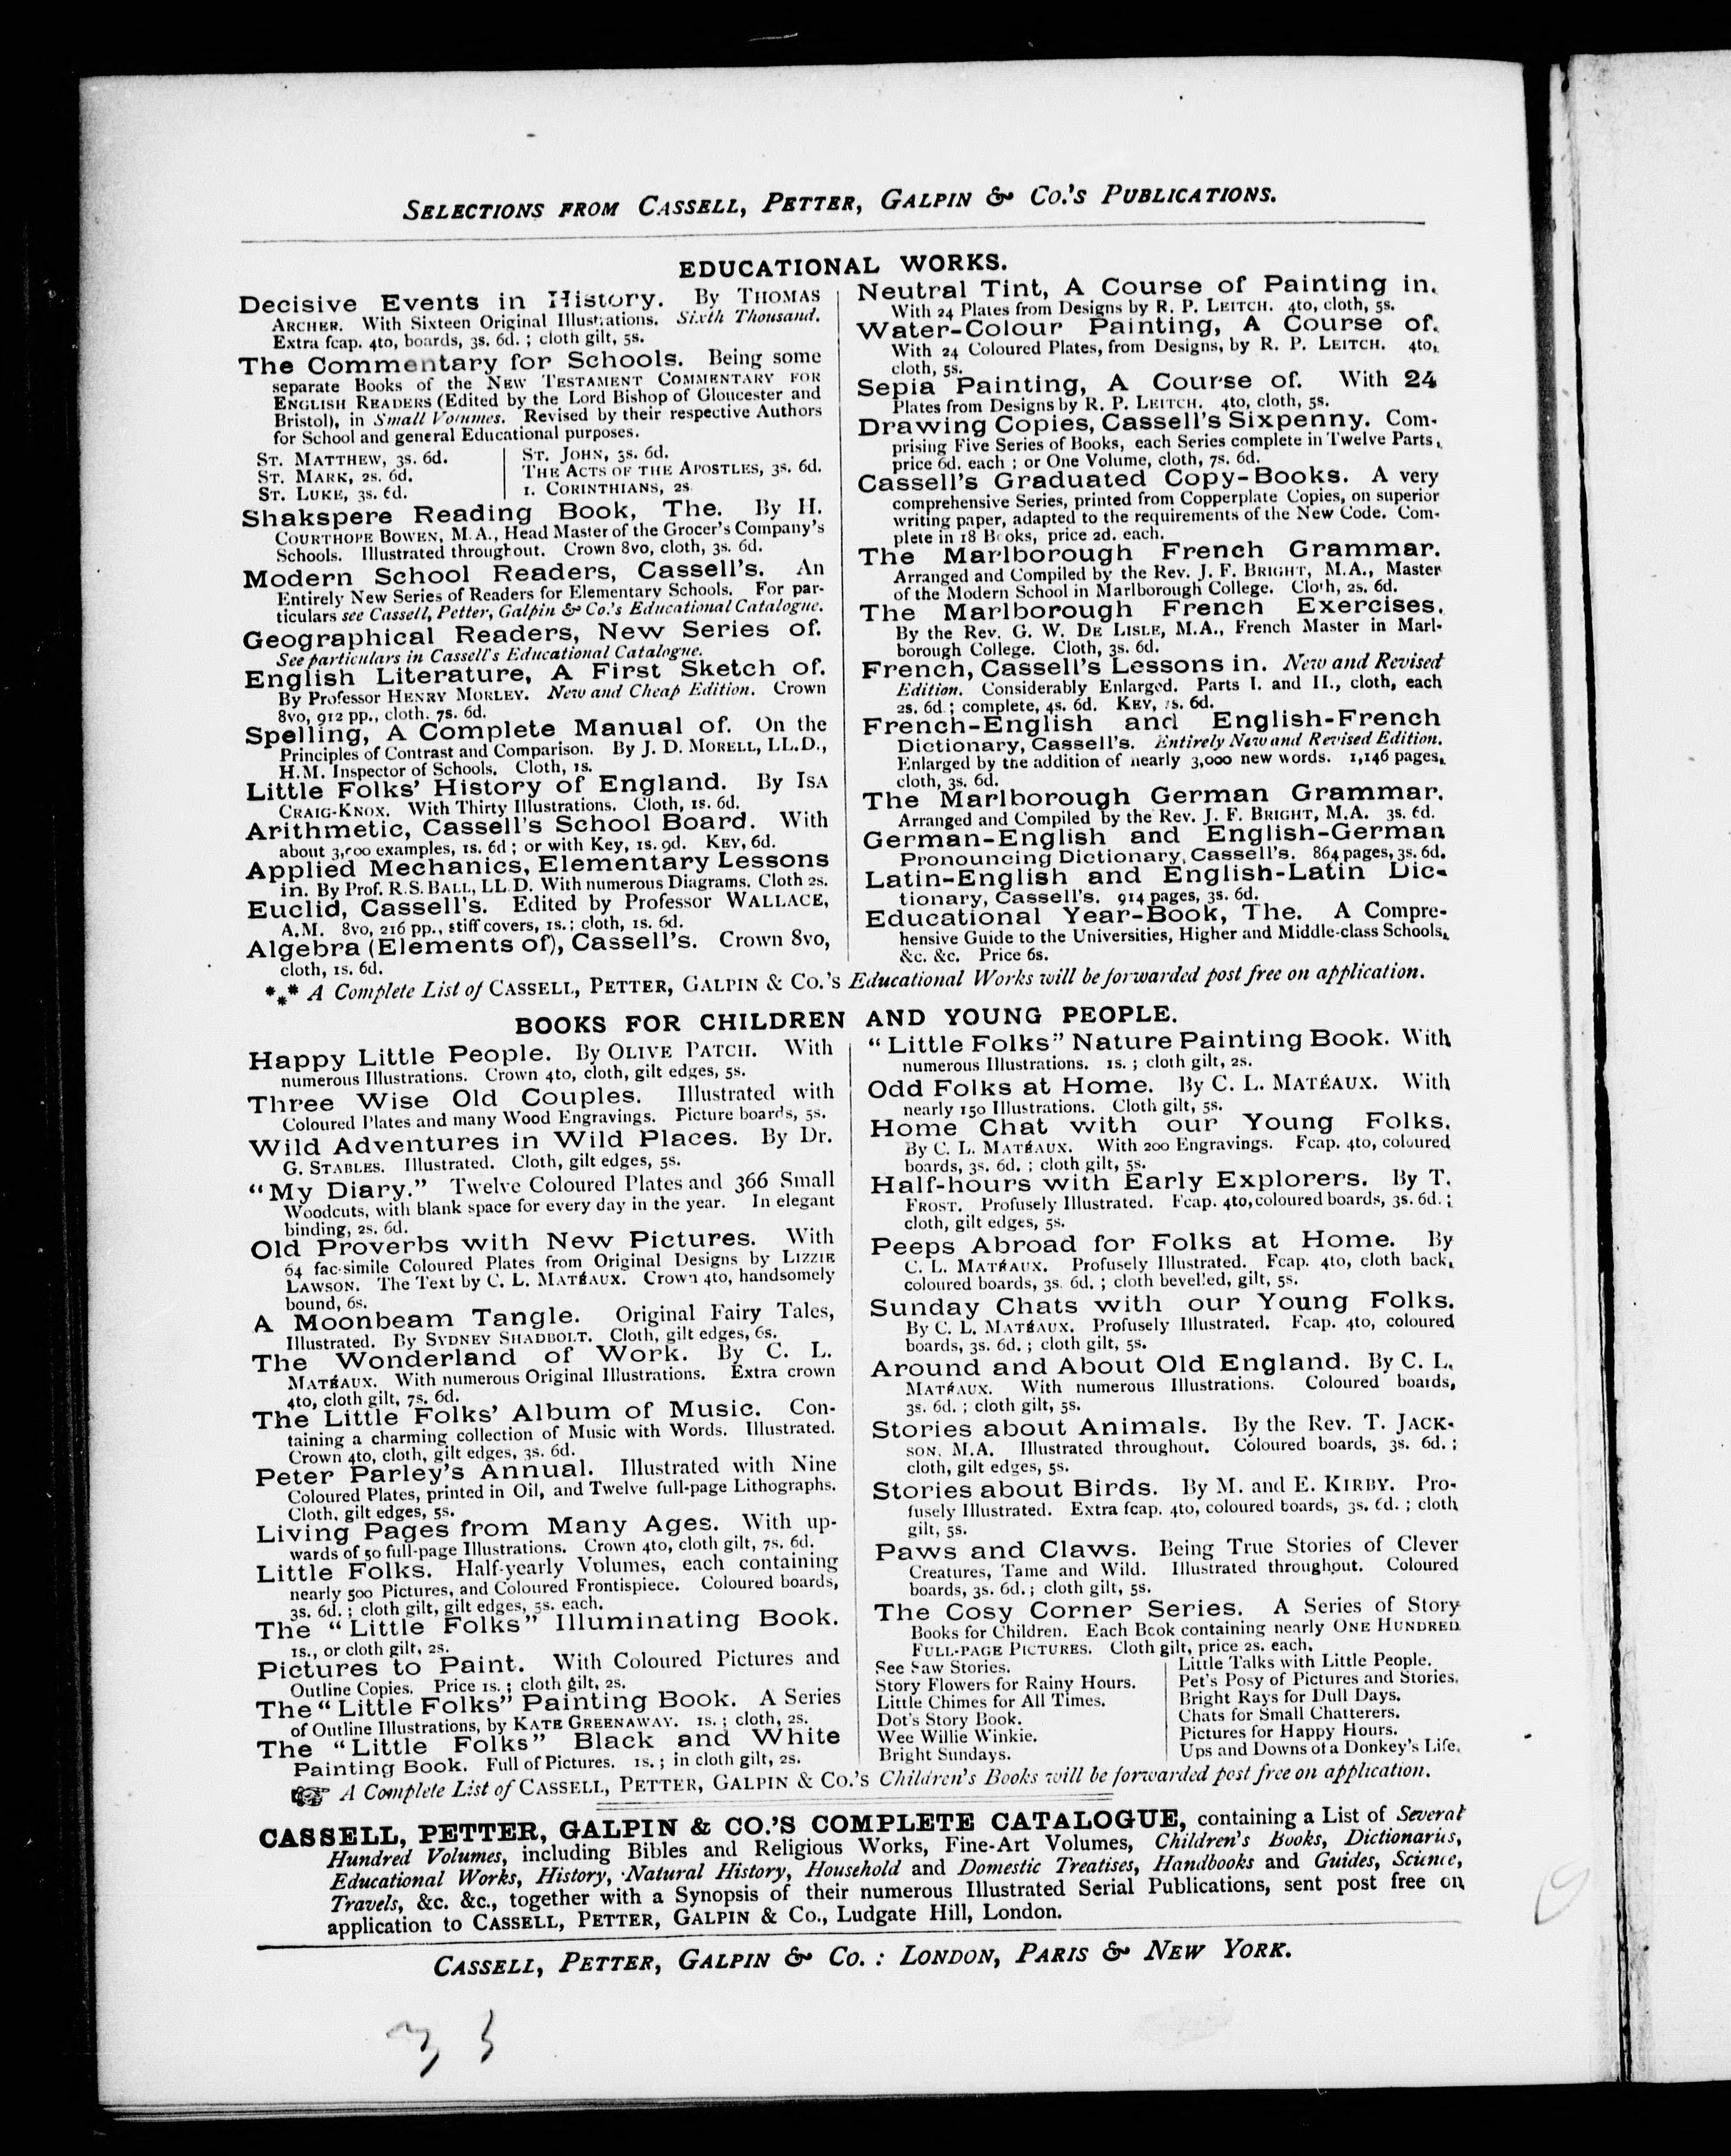 SELECTIONS FROM CASSELL, PETTER, GALPIN & CO.'S PUBLICATIONS.
EDUCATIONAL WORKS.
Decisive Events in History. By THOMAS
ARCHER. With Sixteen Original Illustrations. Sixth Thousand.
Extra fcap. 4to, boards, 3s. 6d. ; cloth gilt, 5s.
The Commentary for Schools. Being some
separate Books of the NEW TESTAMENT COMMENTARY FOR
ENGLISH READERS (Edited by the Lord Bishop of Gloucester and
Bristol), in Small Volumes. Revised by their respective Authors
for School and general Educational purposes.
ST. MATTHEW, 3s. 6d.
ST. MARK, 2s. 6d.
ST. LUKE, 3s. 6d.
ST. JOHN, 3s. 6d.
THE ACTS OF THE APOSTLES, 3s. 6d.
1. CORINTHIANS, 2s.
Shakspere Reading Book, The. By H.
COURTHOPE BOWEN, M.A., Head Master of the Grocer's Company's
Schools. Illustrated throughout. Crown 8vo, cloth, 3s. 6d.
Modern School Readers, Cassell's. An
Entirely New Series of Readers for Elementary Schools. For par-
ticulars see Cassell, Petter, Galpin & Co.'s Educational Catalogue.
Geographical Readers, New Series of.
See particulars in Cassell's Educational Catalogue.
English Literature, A First Sketch of.
By Professor HENRY MORLEY. New and Cheap Edition. Crown
8vo, 912 pp., cloth. 7s. 6d.
Spelling, A Complete Manual of. On the
Principles of Contrast and Comparison. By J. D. MORELL, LL.D.,
H.M. Inspector of Schools. Cloth, 1s.
Little Folks' History of England. By ISA
CRAIG-KNOX. With Thirty Illustrations. Cloth, 1s. 6d.
Arithmetic, Cassell's School Board. With
about 3,000 examples, 1s. 6d ; or with Key, 1s. 9d. KEY, 6d.
Applied Mechanics, Elementary Lessons
in. By Prof. R.S. BALL, LL.D. With numerous Diagrams. Cloth 2s.
Euclid, Cassell's. Edited by Professor WALLACE,
A.M. 8vo, 216 pp., stiff covers, 1s.; cloth, 1s. 6d.
Algebra (Elements of), Cassell's. Crown 8vo,
cloth, 1s. 6d.
Neutral Tint, A Course of Painting in.
With 24 Plates from Designs by R. P. LEITCH. 4to, cloth, 5s.
Water-Colour Painting, A Course of.
With 24 Coloured Plates, from Designs, by R. P. LEITCH. 4to,
cloth, 5s.
Sepia Painting, A Course of. With 24
Plates from Designs by R. P. LEITCH. 4to, cloth, 5s.
Drawing Copies, Cassell's Sixpenny. Com-
prising Five Series of Books, each Series complete in Twelve Parts,
price 6d. each ; or One Volume, cloth, 7s. 6d.
Cassell's Graduated Copy-Books. A very
comprehensive Series, printed from Copperplate Copies, on superior
writing paper, adapted to the requirements of the New Code. Com-
plete in 18 Books, price 2d. each.
The Marlborough French Grammar.
Arranged and Compiled by the Rev. J. F. BRIGHT, M.A., Master
of the Modern School in Marlborough College. Cloth, 2s. 6d.
The Marlborough French Exercises.
By the Rev. G. W. DE LISLE, M.A., French Master in Marl-
borough College. Cloth, 3s. 6d.
French, Cassell's Lessons in. New and Revised
Edition. Considerably Enlarged. Parts I. and II., cloth, each
2s. 6d.; complete, 4s. 6d. KEY, 1s. 6d.
French-English and English-French
Dictionary, Cassell's. Entirely New and Revised Edition.
Enlarged by the addition of nearly 3,000 new words. 1,146 pages,
cloth, 3s. 6d.
The Marlborough German Grammar.
Arranged and Compiled by the Rev. J. F. BRIGHT, M.A. 3s. 6d.
German-English and English-German
Pronouncing Dictionary, Cassell's. 864 pages, 3s. 6d.
Latin-English and English-Latin Dic-
tionary, Cassell's. 914 pages, 3s. 6d.
Educational Year-Book, The. A Compre-
hensive Guide to the Universities, Higher and Middle-class Schools,
&c. &c. Price 6s.
*** A Complete List of CASSELL, PETTER, GALPIN & CO.'S Educational Works will be forwarded post free on application.
BOOKS FOR CHILDREN AND YOUNG PEOPLE.
Happy Little People. By OLIVE PATCH. With
numerous Illustrations. Crown 4to, cloth, gilt edges, 5s.
Three Wise Old Couples. Illustrated with
Coloured Plates and many Wood Engravings. Picture boards, 5s.
Wild Adventures in Wild Places. By Dr.
G. STABLES. Illustrated. Cloth, gilt edges, 5s.
"My Diary." Twelve Coloured Plates and 366 Small
Woodcuts, with blank space for every day in the year. In elegant
binding, 2s. 6d.
Old Proverbs with New Pictures. With
64 fac-simile Coloured Plates from Original Designs by LIZZIE
LAWSON. The Text by C. L. MATÉAUX. Crown 4to, handsomely
bound, 6s.
A Moonbeam Tangle. Original Fairy Tales,
Illustrated. By SYDNEY SHADBOLT. Cloth, gilt edges, 6s.
The Wonderland of Work. By C. L.
MATÉAUX. With numerous Original Illustrations. Extra crown
4to, cloth gilt, 7s. 6d.
The Little Folks' Album of Music. Con-
taining a charming collection of Music with Words. Illustrated.
Crown 4to, cloth, gilt edges, 3s. 6d.
Peter Parley's Annual. Illustrated with Nine
Coloured Plates, printed in Oil, and Twelve full-page Lithographs.
Cloth, gilt edges, 5s.
Living Pages from Many Ages. With up-
wards of 50 full-page Illustrations. Crown 4to, cloth gilt, 7s. 6d.
Little Folks. Half-yearly Volumes, each containing
nearly 500 Pictures, and Coloured Frontispiece. Coloured boards,
3s. 6d.; cloth gilt, gilt edges, 5s. each.
The "Little Folks" Illuminating Book.
1s., or cloth gilt, 2s.
Pictures to Paint. With Coloured Pictures and
Outline Copies. Price 1s. ; cloth gilt, 2s.
The "Little Folks" Painting Book. A Series
of Outline Illustrations, by KATE GREENAWAY. 1s. ; cloth, 2s.
The "Little Folks" Black and White
Painting Book. Full of Pictures. 1s. ; in cloth gilt, 2s.
"Little Folks" Nature Painting Book. With
numerous Illustrations. 1s. ; cloth gilt, 2s.
Odd Folks at Home. By C. L. MATÉAUX. With
nearly 150 Illustrations. Cloth gilt, 5s.
Home Chat with our Young Folks.
By C. L. MATÉAUX. With 200 Engravings. Fcap. 4to, coloured
boards, 3s. 6d. ; cloth gilt, 5s.
Half-hours with Early Explorers. By T.
FROST. Profusely Illustrated. Fcap. 4to, coloured boards, 3s. 6d. ;
cloth, gilt edges, 5s.
Peeps Abroad for Folks at Home. By
C. L. MATÉAUX. Profusely Illustrated. Fcap. 4to, cloth back,
coloured boards, 3s. 6d. ; cloth bevelled, gilt, 5s.
Sunday Chats with our Young Folks.
By C. L. MATÉAUX. Profusely Illustrated. Fcap. 4to, coloured
boards, 3s. 6d. ; cloth gilt, 5s.
Around and About Old England. By C. L.
MATÉAUX. With numerous Illustrations. Coloured boards,
3s. 6d. ; cloth gilt, 5s.
Stories about Animals. By the Rev. T. JACK-
SON, M.A. Illustrated throughout. Coloured boards, 3s. 6d. ;
cloth, gilt edges, 5s.
Stories about Birds. By M. and E. KIRBY. Pro-
fusely Illustrated. Extra fcap. 4to, coloured boards, 3s. 6d. ; cloth
gilt, 5s.
Paws and Claws. Being True Stories of Clever
Creatures, Tame and Wild. Illustrated throughout. Coloured
boards, 3s. 6d.; cloth gilt, 5s.
The Cosy Corner Series. A Series of Story
Books for Children. Each Book containing nearly ONE HUNDRED
FULL-PAGE PICTURES. Cloth gilt, price 2s. each.
See Saw Stories.
Story Flowers for Rainy Hours.
Little Chimes for All Times.
Dot's Story Book.
Wee Willie Winkie.
Bright Sundays.
Little Talks with Little People.
Pet's Posy of Pictures and Stories.
Bright Rays for Dull Days.
Chats for Small Chatterers.
Pictures for Happy Hours.
Ups and Downs of a Donkey's Life.
☞ A Complete List of CASSELL, PETTER, GALPIN & CO.'S Children's Books will be forwarded post free on application.
CASSELL, PETTER, GALPIN & CO.'S COMPLETE CATALOGUE, containing a List of Several
Hundred Volumes, including Bibles and Religious Works, Fine-Art Volumes, Children's Books, Dictionaries,
Educational Works, History, Natural History, Household and Domestic Treatises, Handbooks and Guides, Science,
Travels, &c. &c., together with a Synopsis of their numerous Illustrated Serial Publications, sent post free on
application to CASSELL, PETTER, GALPIN & CO., Ludgate Hill, London.
CASSELL, PETTER, GALPIN & CO. : LONDON, PARIS & NEW YORK.